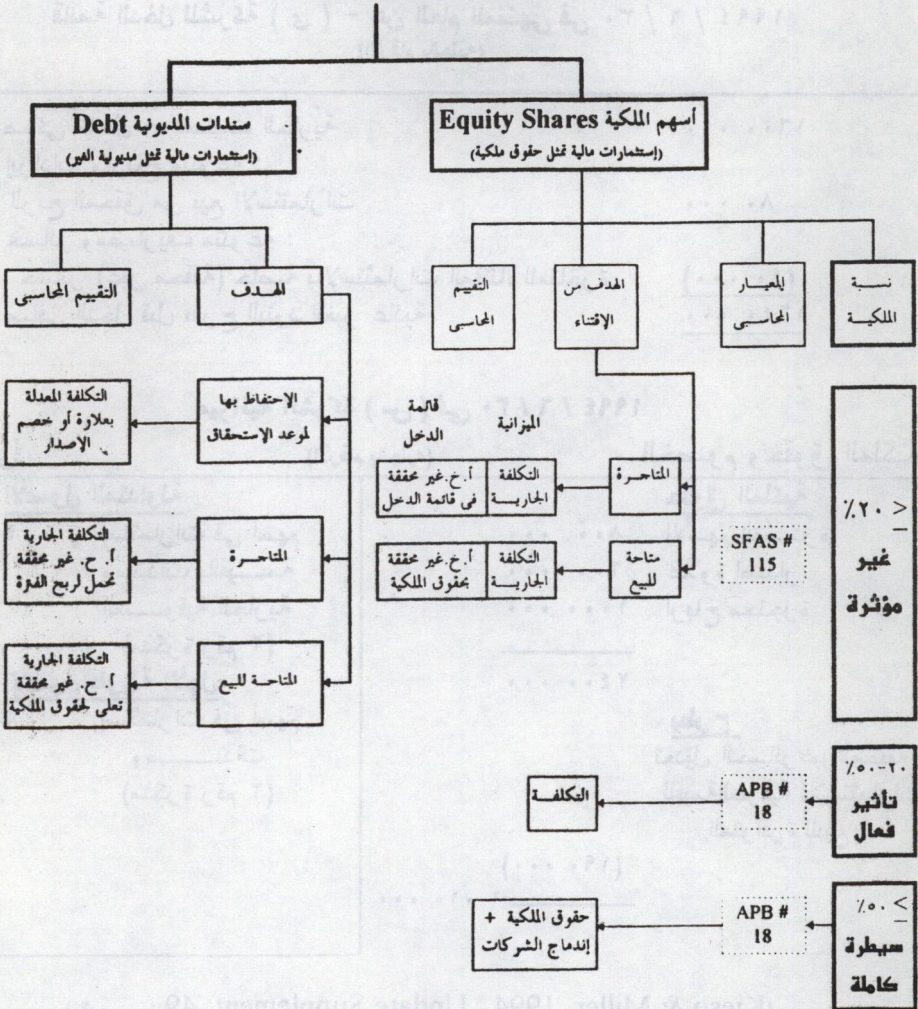 أسهم الملكية Equity Shares
(إستثمارات مالية تمثل حقوق ملكية)
سندات المديونية Debt
(إستثمارات مالية تمثل مديونية الغير)
نسبة
الملكية
المعيار
المحاسبى
الهدف من
الإقتناء
التقييم
المحاسبى
الهدف
التقييم المحاسبى
> ٢٠٪
غير
مؤثرة
SFAS #
115
المتاجرة
الميزانية
قائمة
الدخل
التكلفة
الجارية
أ.خ.غير محققة
فى قائمة الدخل
متاحة
للبيع
التكلفة
الجارية
أ.خ.غير محققة
بحقوق الملكية
الإحتفاظ بها
لموعد الإستحقاق
التكلفة المعدلة
بعلاوة أو خصم
الإصدار
المتاجرة
التكلفة الجارية
أ. خ. غير محققة
تحمل لربح الفترة
المتاحة للبيع
التكلفة الجارية
أ. خ. غير محققة
تعلى لحقوق الملكية
٢٠-٥٠٪
تأثير
فعال
APB #
18
التكلفة
< ٥٠٪
سيطرة
كاملة
APB #
18
حقوق الملكية +
إندماج الشركات